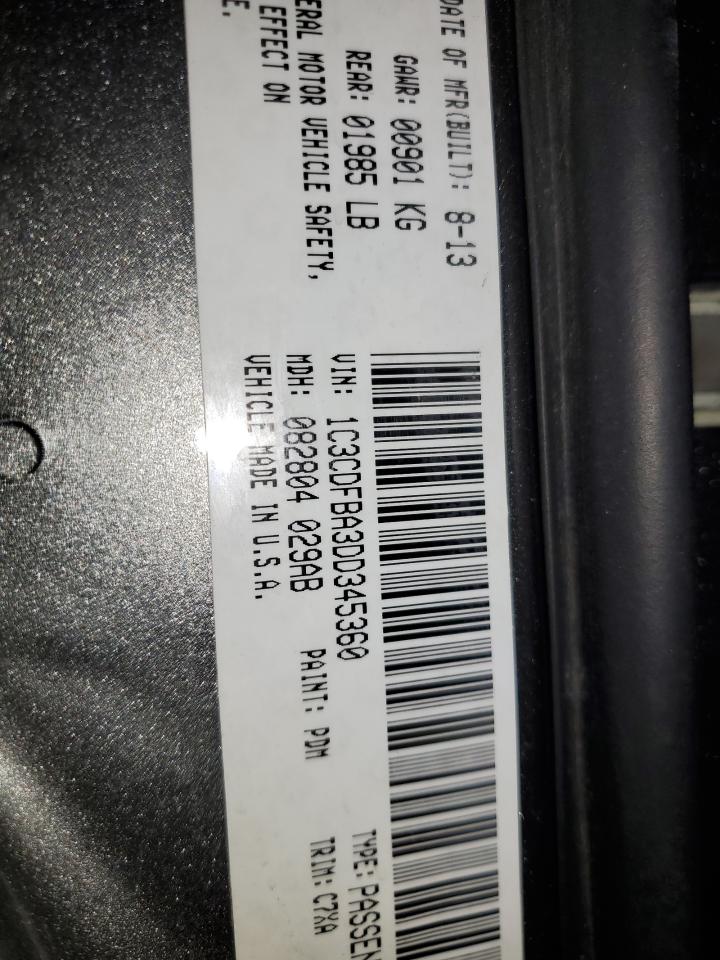 DATE OF MFR(BUILT): 8-13
GAWR: 00901 KG
REAR: 01985 LB
ERAL MOTOR VEHICLE SAFETY,
EFFECT ON
E.
VIN: 1C3CDFBA3DD345360
TYPE: PASSEN
MDH: 082804 029AB PAINT: PDM TRIM: C7XA
VEHICLE MADE IN U.S.A.